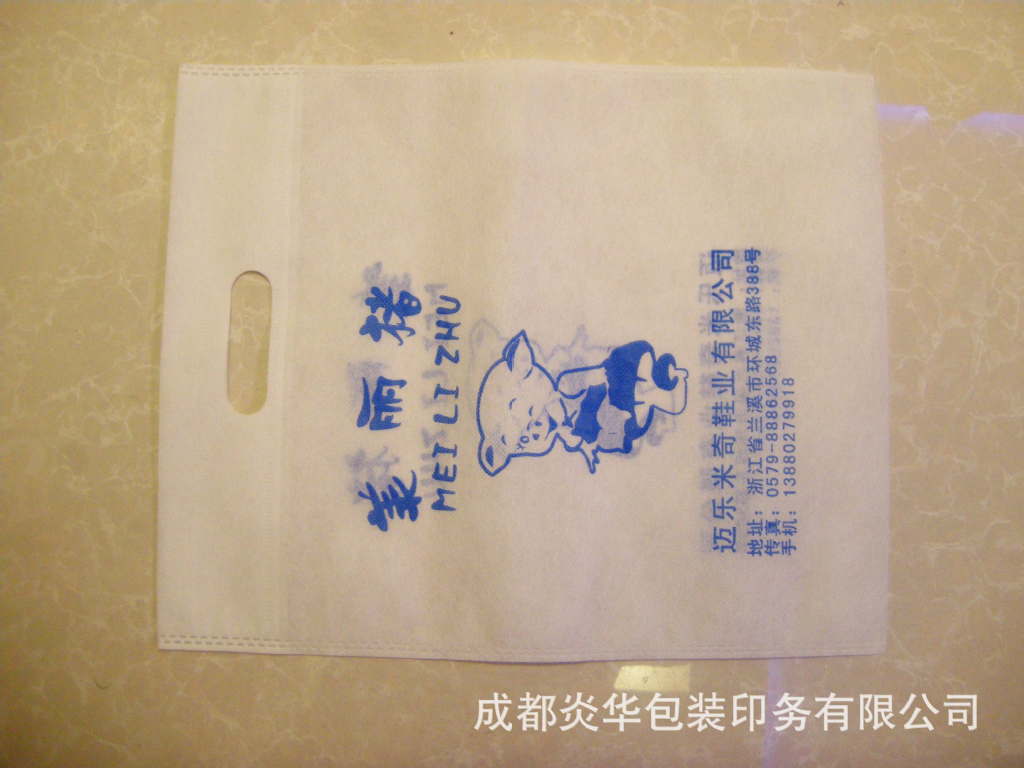 美丽猪
MEI LI ZHU
迈乐米奇鞋业有限公司
地址：浙江省兰溪市环城东路388号
传真：0579-88862568
手机：13880279918
成都炎华包装印务有限公司